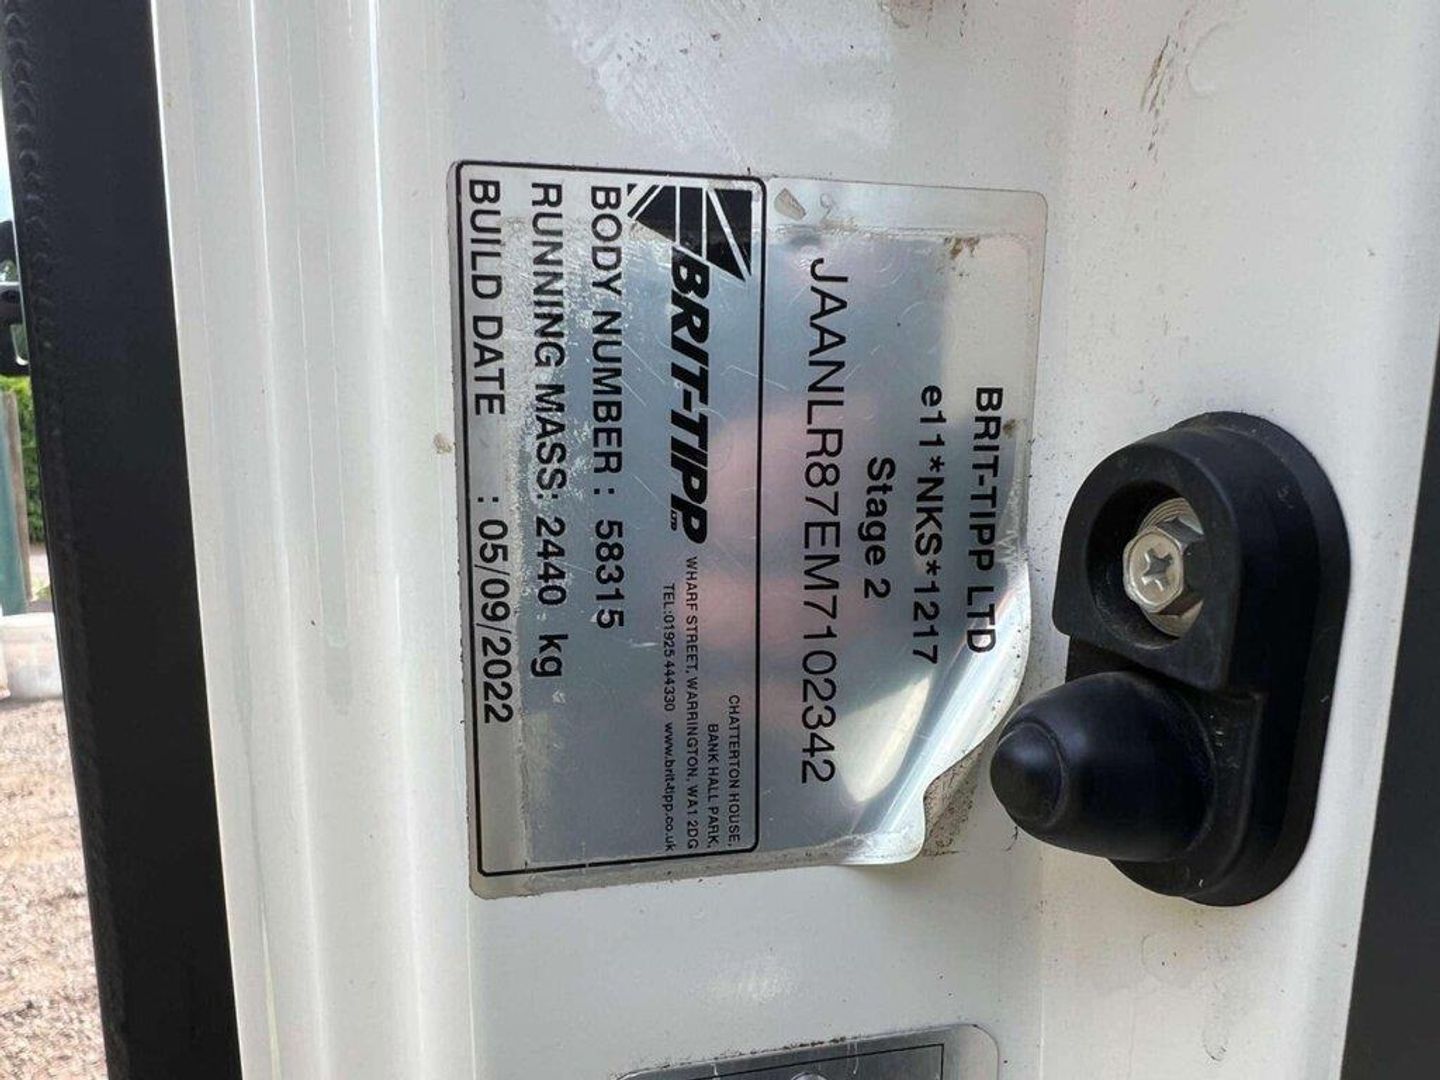 BRIT-TIPP LTD
e11*NKS*1217
Stage 2
JAANLR87EM7102342
BRIT-TIPP LTD
CHATTERTON HOUSE,
BANK HALL PARK,
WHARF STREET, WARRINGTON, WA1 2DG
TEL:01925 444330 www.brit-tipp.co.uk
BODY NUMBER : 58315
RUNNING MASS: 2440 kg
BUILD DATE : 05/09/2022